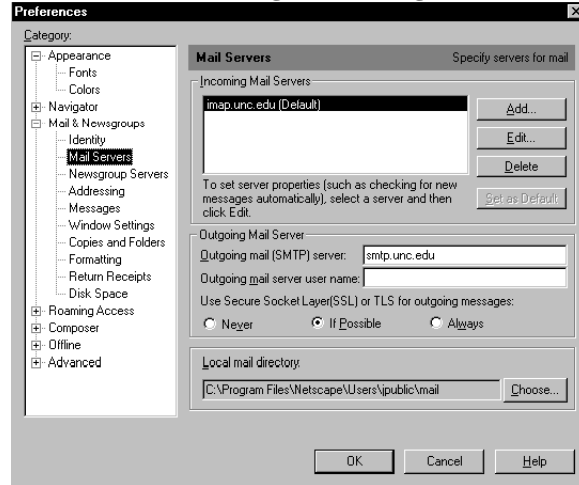 Preferences
Category:
Appearance
Fonts
Colors
Navigator
Mail & Newsgroups
Identity
Mail Servers
Newsgroup Servers
Addressing
Messages
Window Settings
Copies and Folders
Formatting
Return Receipts
Disk Space
Roaming Access
Composer
Offline
Advanced
Mail Servers Specify servers for mail
Incoming Mail Servers
imap.unc.edu (Default)
Add...
Edit...
Delete
Set as Default
To set server properties (such as checking for new
messages automatically), select a server and then
click Edit.
Outgoing Mail Server
Outgoing mail (SMTP) server: smtp.unc.edu
Outgoing mail server user name:
Use Secure Socket Layer(SSL) or TLS for outgoing messages:
Never If Possible Always
Local mail directory.
C:\Program Files\Netscape\Users\jpublic\mail Choose...
OK Cancel Help